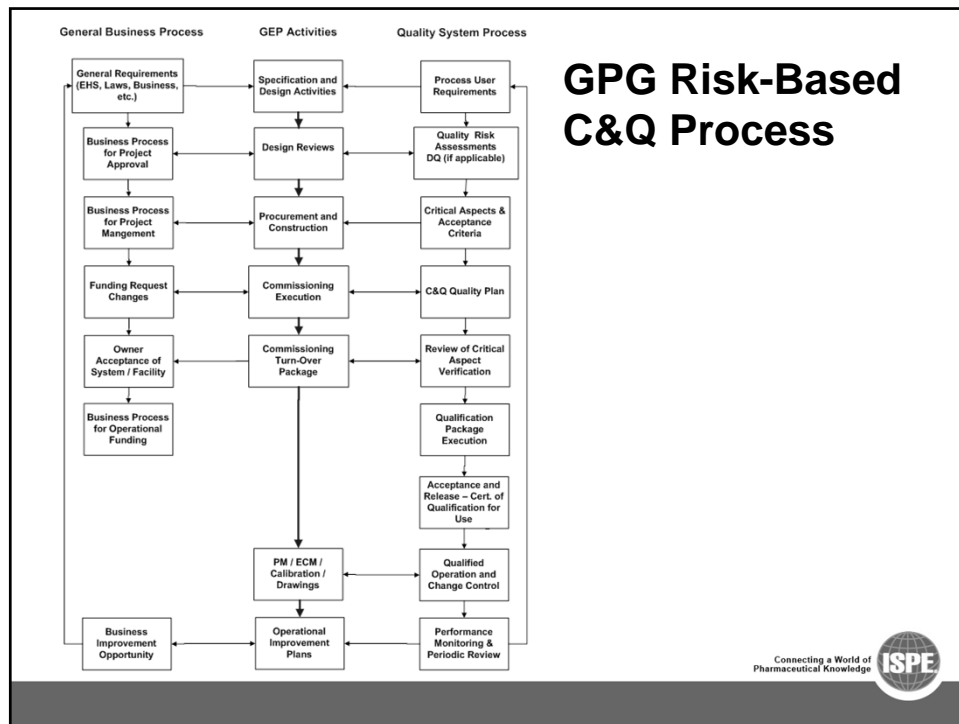 General Business Process
GEP Activities
Quality System Process
GPG Risk-Based
C&Q Process
General Requirements
(EHS, Laws, Business,
etc.)
Specification and
Design Activities
Process User
Requirements
Business Process
for Project
Approval
Design Reviews
Quality Risk
Assessments
DQ (if applicable)
Business Process
for Project
Mangement
Procurement and
Construction
Critical Aspects &
Acceptance
Criteria
Funding Request
Changes
Commissioning
Execution
C&Q Quality Plan
Owner
Acceptance of
System / Facility
Commissioning
Turn-Over
Package
Review of Critical
Aspect
Verification
Business Process
for Operational
Funding
Qualification
Package
Execution
Acceptance and
Release – Cert. of
Qualification for
Use
PM / ECM /
Calibration /
Drawings
Qualified
Operation and
Change Control
Business
Improvement
Opportunity
Operational
Improvement
Plans
Performance
Monitoring &
Periodic Review
Connecting a World of
Pharmaceutical Knowledge
ISPE